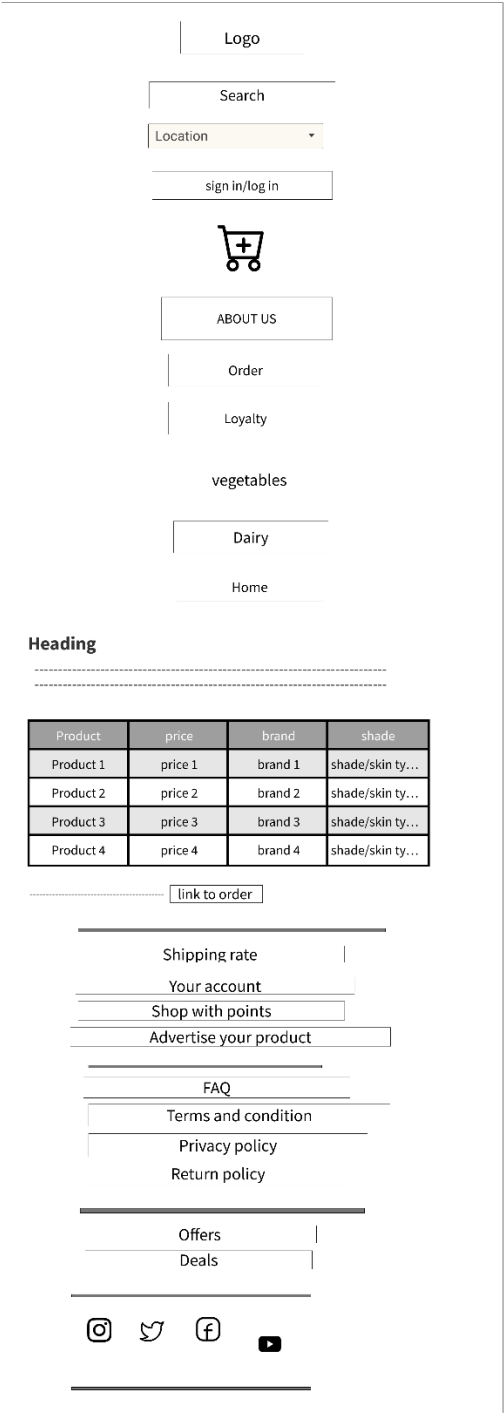 Logo
Search
Location
sign in/log in
ABOUT US
Order
Loyalty
vegetables
Dairy
Home
Heading
Product price brand shade
Product 1 price 1 brand 1 shade/skin ty...
Product 2 price 2 brand 2 shade/skin ty...
Product 3 price 3 brand 3 shade/skin ty...
Product 4 price 4 brand 4 shade/skin ty...
link to order
Shipping rate
Your account
Shop with points
Advertise your product
FAQ
Terms and condition
Privacy policy
Return policy
Offers
Deals